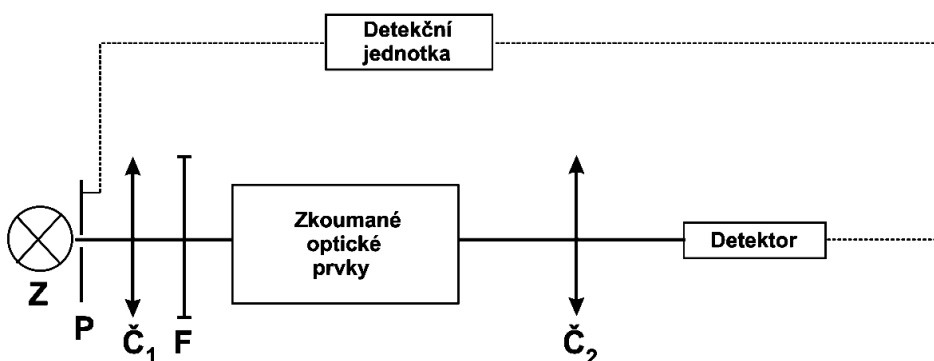 Detekční
jednotka
Zkoumané
optické
prvky
Detektor
Z
P
Č₁
F
Č₂